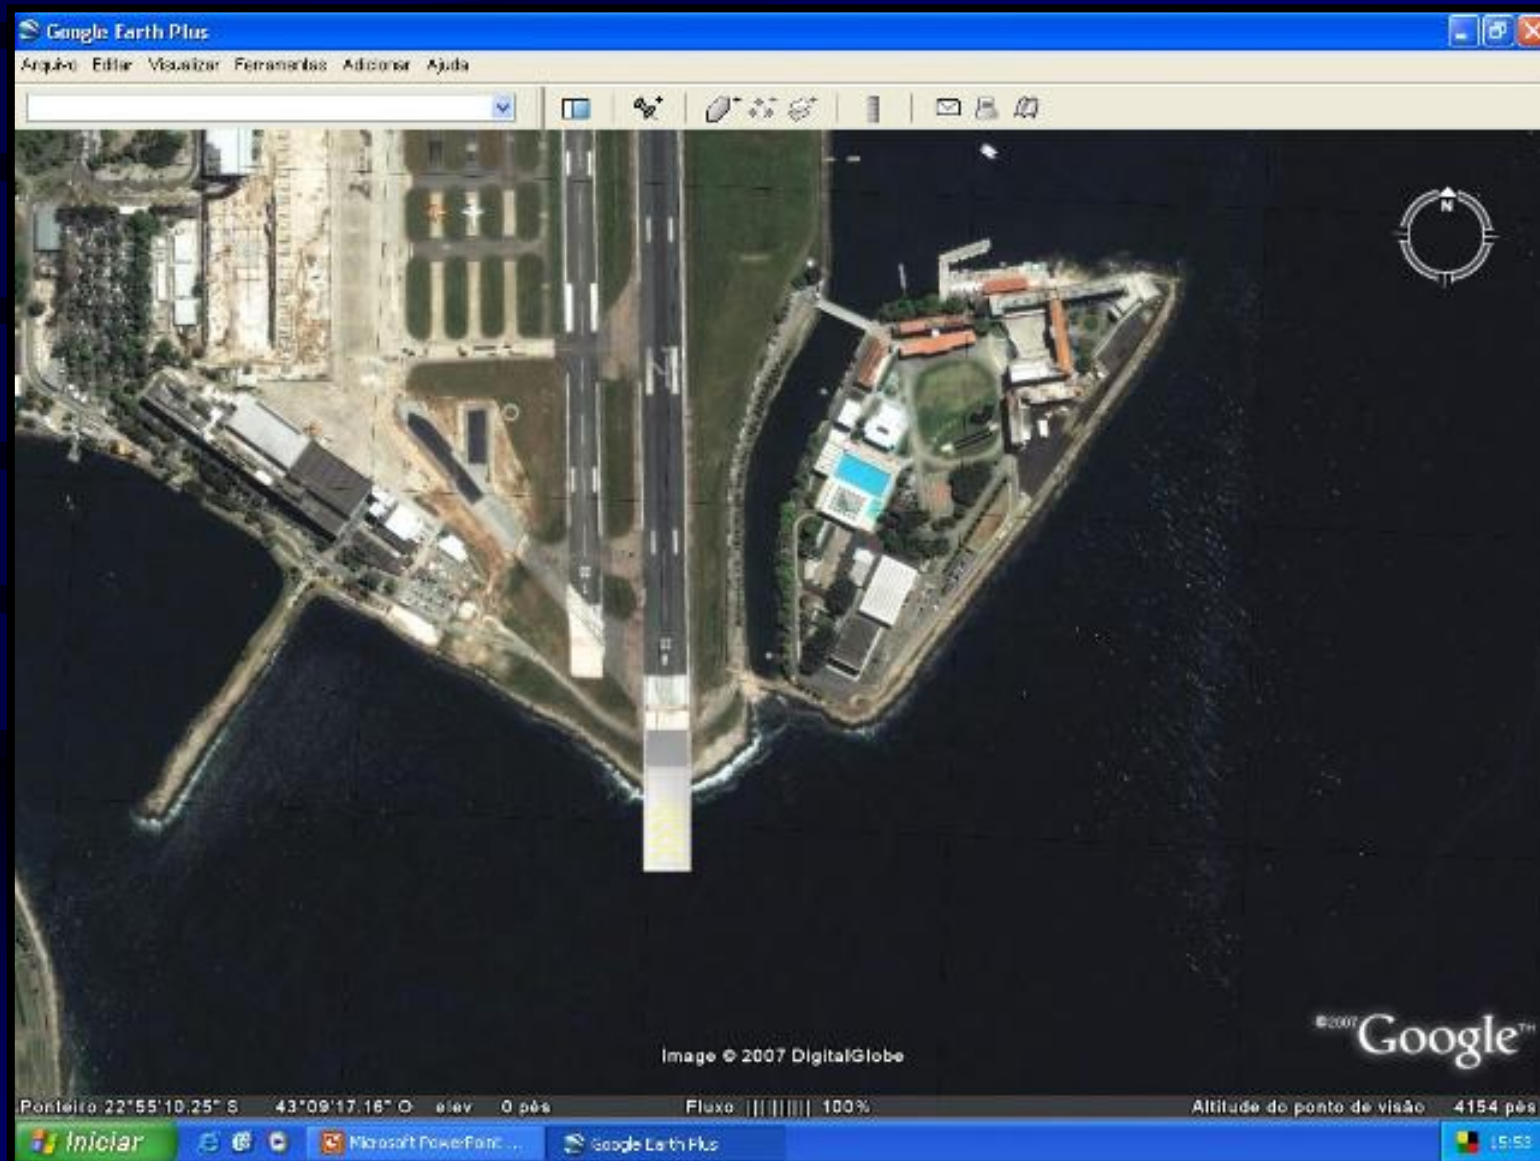 Google Earth Plus
Arquivo Editar Visualizar Ferramentas Adicionar Ajuda
N
©2007 Google™
Image © 2007 DigitalGlobe
Ponteiro 22°55'10.25" S 43°09'17.16" O elev 0 pés Fluxo |||||||||| 100% Altitude do ponto de visão 4154 pés
Iniciar Microsoft PowerPoint ... Google Earth Plus 15:53